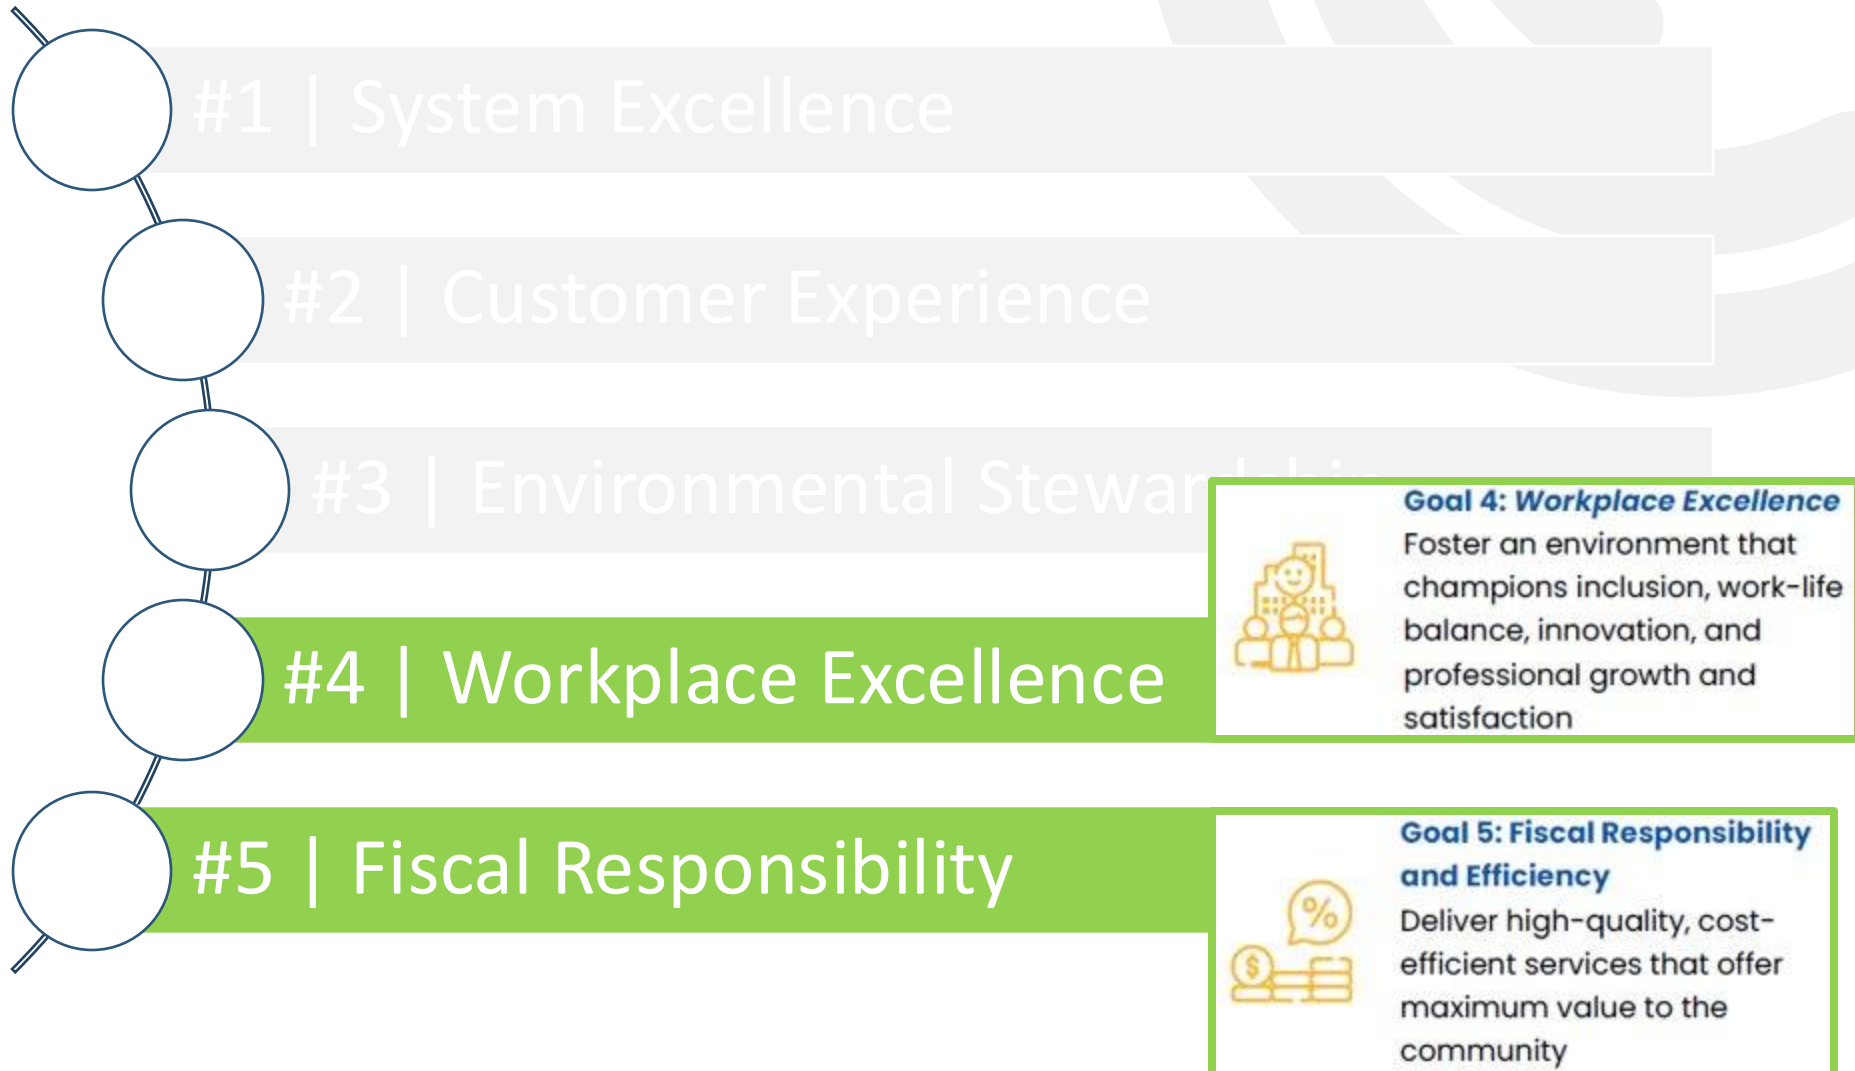 #1 | System Excellence
#2 | Customer Experience
#3 | Environmental Stewardship
Goal 4: Workplace Excellence
Foster an environment that
champions inclusion, work-life
balance, innovation, and
professional growth and
satisfaction
#4 | Workplace Excellence
#5 | Fiscal Responsibility
Goal 5: Fiscal Responsibility
and Efficiency
Deliver high-quality, cost-
efficient services that offer
maximum value to the
community
%
$